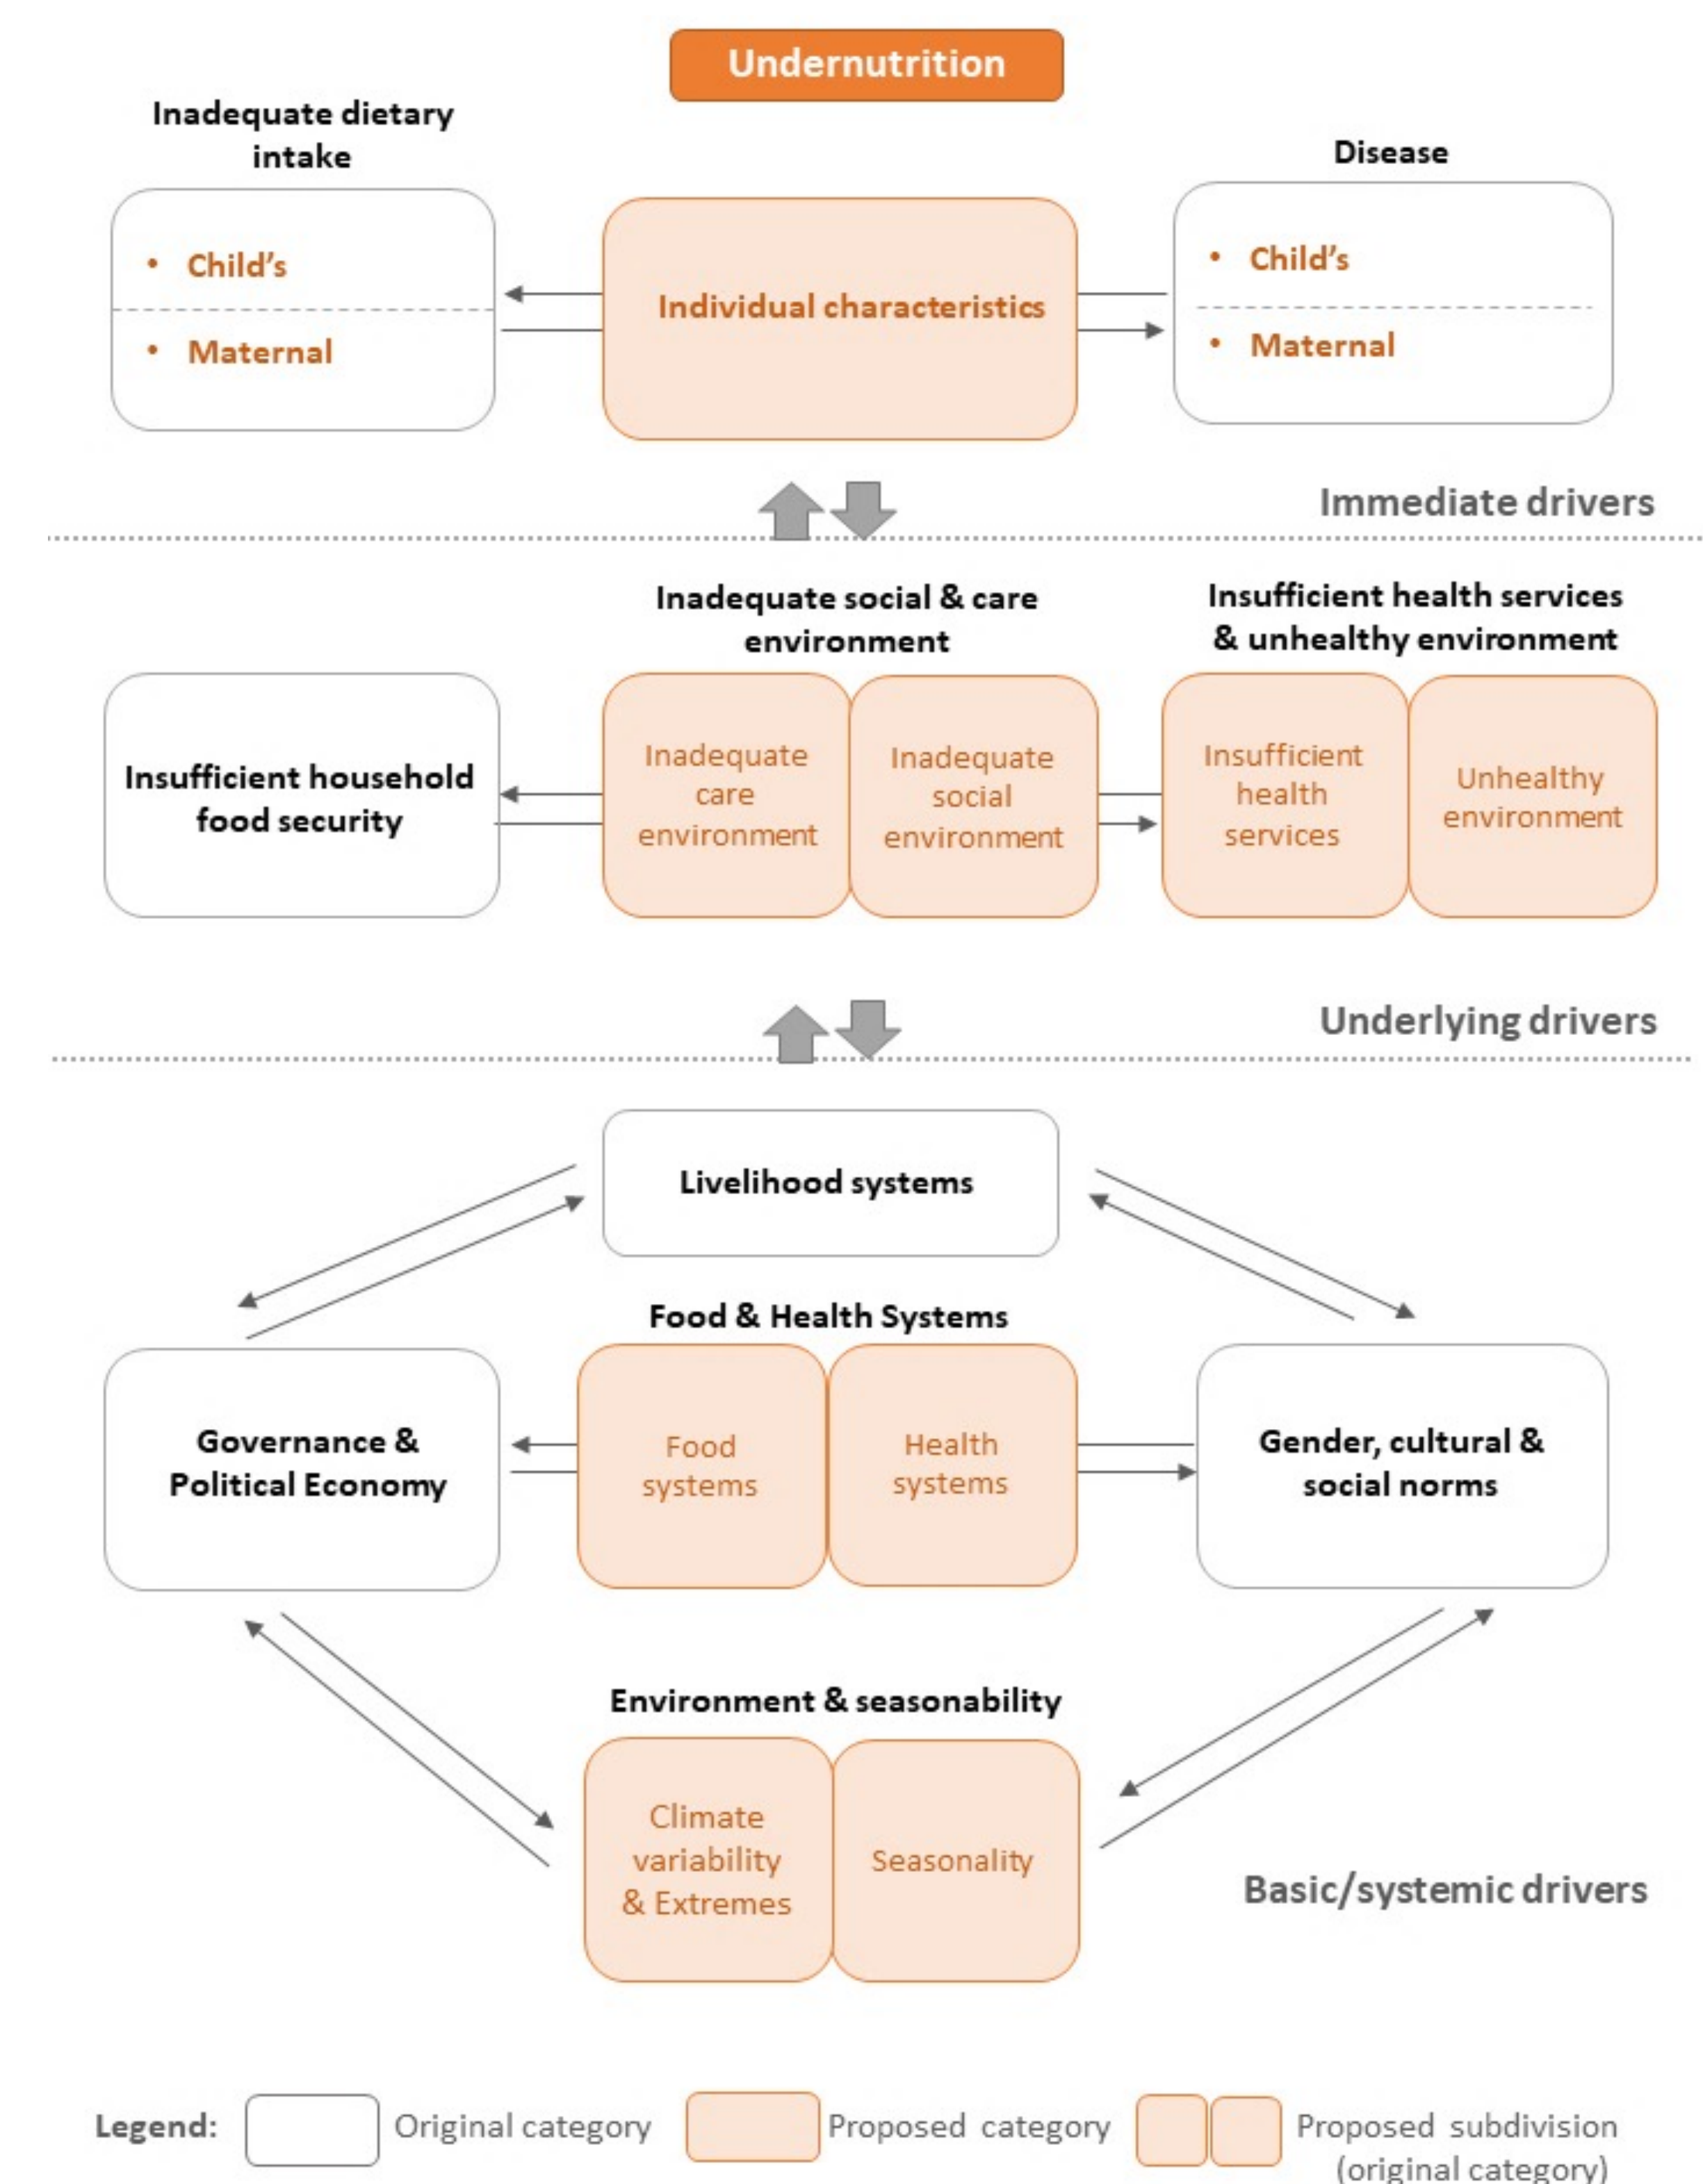 Undernutrition
Inadequate dietary
intake
Disease
• Child’s
• Maternal
Individual characteristics
• Child’s
• Maternal
Immediate drivers
Inadequate social & care
environment
Insufficient health services
& unhealthy environment
Insufficient household
food security
Inadequate
care
environment
Inadequate
social
environment
Insufficient
health
services
Unhealthy
environment
Underlying drivers
Livelihood systems
Food & Health Systems
Governance &
Political Economy
Food
systems
Health
systems
Gender, cultural &
social norms
Environment & seasonability
Climate
variability
& Extremes
Seasonality
Basic/systemic drivers
Legend:
Original category
Proposed category
Proposed subdivision
(original category)